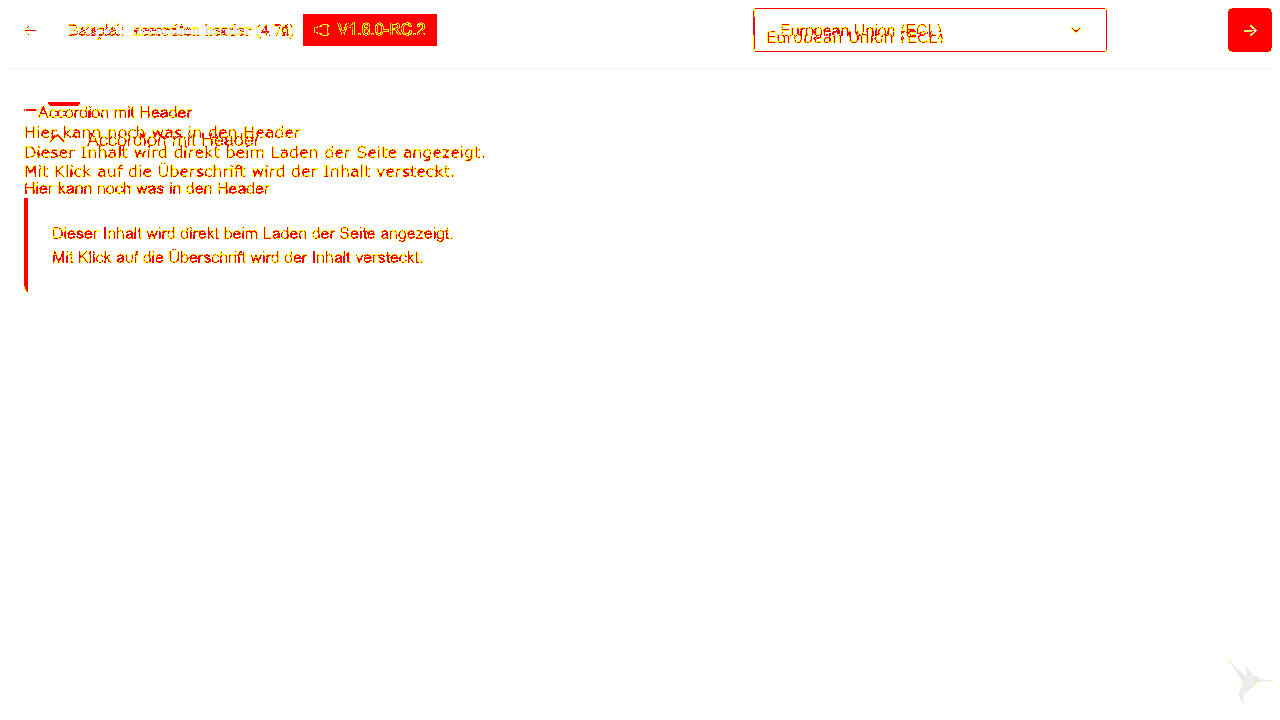 Beispiel: accordion header (4 7d) V1.6.0-RC.2
European Union (ECL)
European Union (ECL)
Accordion mit Header
Hier kann noch was in den Header
Accordion mit Header
Dieser Inhalt wird direkt beim Laden der Seite angezeigt.
Mit Klick auf die Überschrift wird der Inhalt versteckt.
Hier kann noch was in den Header
Dieser Inhalt wird direkt beim Laden der Seite angezeigt.
Mit Klick auf die Überschrift wird der Inhalt versteckt.